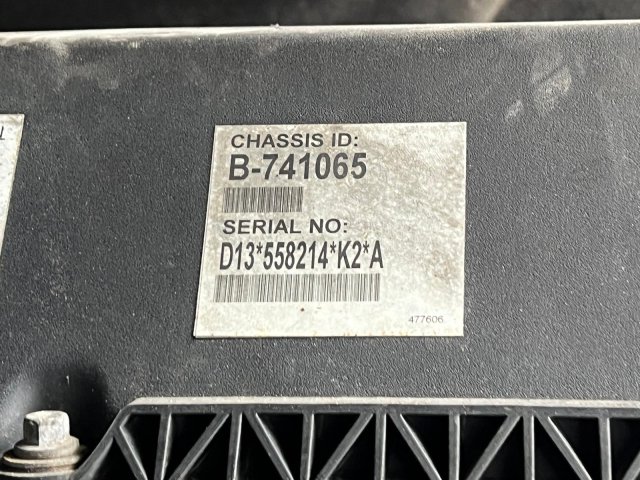 CHASSIS ID:
B-741065
SERIAL NO:
D13*558214*K2*A
477606